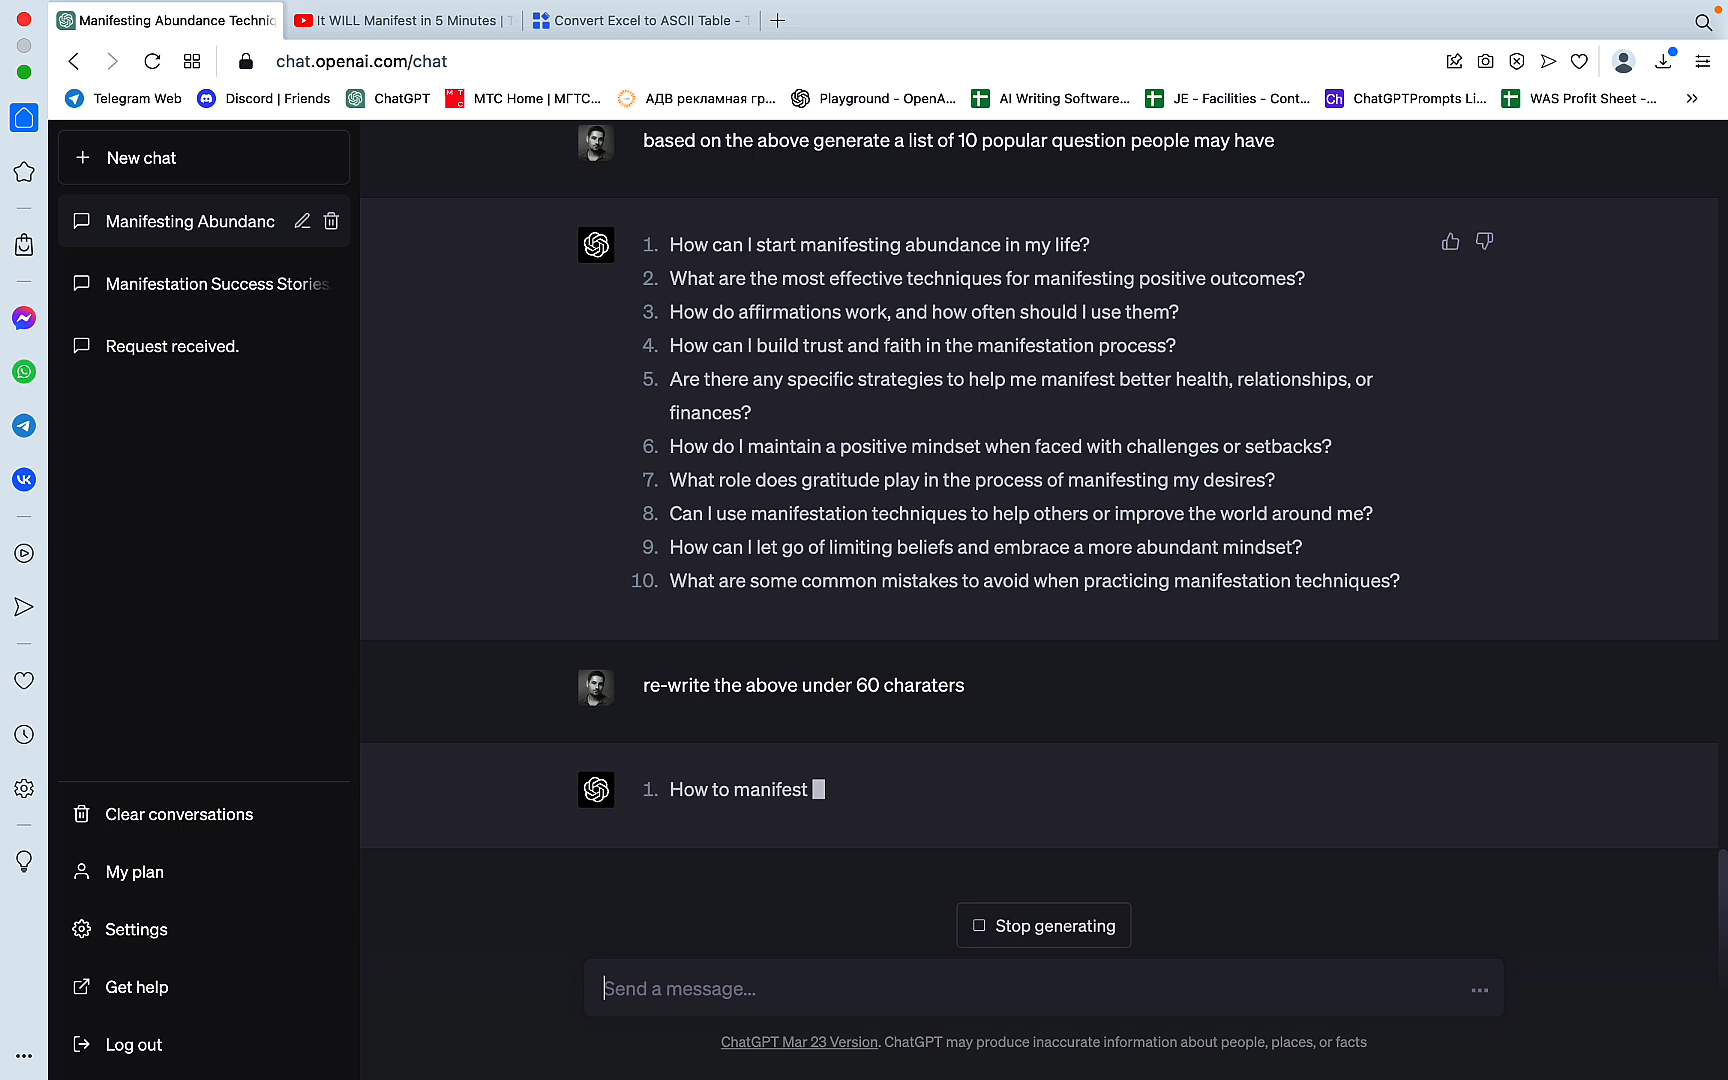 Manifesting Abundance Techniq
It WILL Manifest in 5 Minutes | T
Convert Excel to ASCII Table - T
chat.openai.com/chat
Telegram Web
Discord | Friends
ChatGPT
MTC
МТС Home | МГТС...
АДВ рекламная гр...
Playground - OpenA...
AI Writing Software...
JE - Facilities - Cont...
Ch
ChatGPTPrompts Li...
WAS Profit Sheet -...
New chat
Manifesting Abundanc
Manifestation Success Stories
Request received.
based on the above generate a list of 10 popular question people may have
1. How can I start manifesting abundance in my life?
2. What are the most effective techniques for manifesting positive outcomes?
3. How do affirmations work, and how often should I use them?
4. How can I build trust and faith in the manifestation process?
5. Are there any specific strategies to help me manifest better health, relationships, or
finances?
6. How do I maintain a positive mindset when faced with challenges or setbacks?
7. What role does gratitude play in the process of manifesting my desires?
8. Can I use manifestation techniques to help others or improve the world around me?
9. How can I let go of limiting beliefs and embrace a more abundant mindset?
10. What are some common mistakes to avoid when practicing manifestation techniques?
re-write the above under 60 charaters
1. How to manifest
Clear conversations
My plan
Settings
Get help
Log out
Stop generating
Send a message...
ChatGPT Mar 23 Version. ChatGPT may produce inaccurate information about people, places, or facts